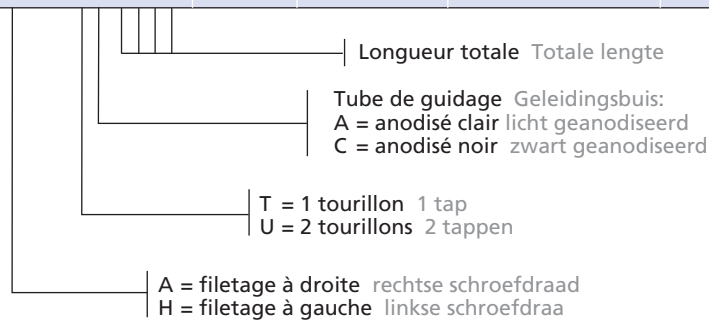 Longueur totale Totale lengte
Tube de guidage Geleidingsbuis:
A = anodisé clair licht geanodiseerd
C = anodisé noir zwart geanodiseerd
T = 1 tourillon 1 tap
U = 2 tourillons 2 tappen
A = filetage à droite rechtse schroefdraad
H = filetage à gauche linkse schroefdraa